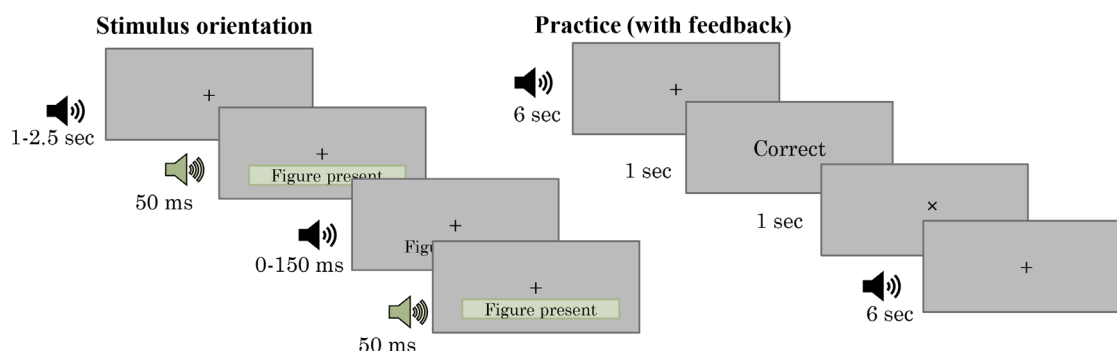 Stimulus orientation
+
1-2.5 sec
+
Figure present
50 ms
+
Figu
0-150 ms
+
Figure present
50 ms
Practice (with feedback)
+
6 sec
Correct
1 sec
×
1 sec
+
6 sec